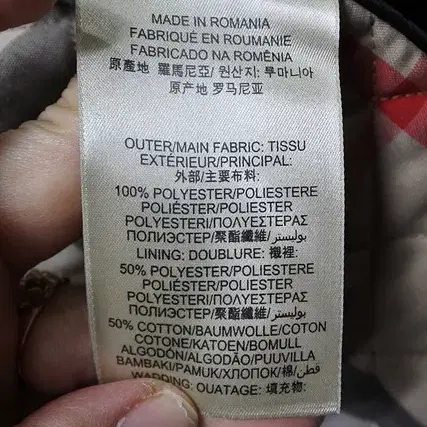 MADE IN ROMANIA
FABRIQUÉ EN ROUMANIE
FABRICADO NA ROMÉNIA
原產地 羅馬尼亞/ 원산지: 루마니아
原产地 罗马尼亚
OUTER/MAIN FABRIC: TISSU
EXTÉRIEUR/PRINCIPAL:
外部/主要布料:
100% POLYESTER/POLIESTERE
POLIÉSTER/POLIESTER
POLYESTERI/ΠΟΛΥΕΣΤΕΡΑΣ
ПОЛИЭСТЕР/聚酯纖維/بوليستر
LINING: DOUBLURE: 襯裡:
50% POLYESTER/POLIESTERE
POLIÉSTER/POLIESTER
POLYESTERI/ΠΟΛΥΕΣΤΕΡΑΣ
ПОЛИЭСТЕР/聚酯纖維/بوليستر
50% COTTON/BAUMWOLLE/COTON
COTONE/KATOEN/BOMULL
ALGODÓN/ALGODÃO/PUUVILLA
BAMBAKI/PAMUK/ХЛОПОК/棉/قطن
WADDING: OUATAGE: 填充物: